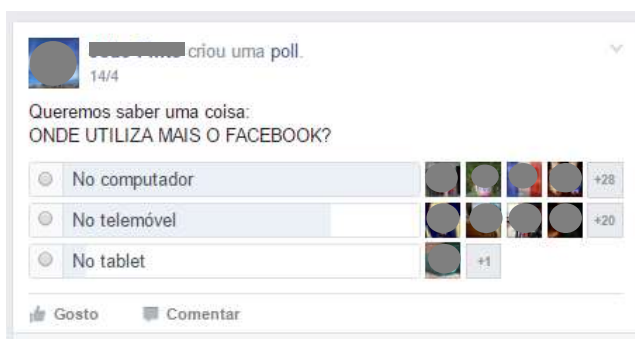 criou uma poll.
14/4
Queremos saber uma coisa:
ONDE UTILIZA MAIS O FACEBOOK?
No computador +28
No telemóvel +20
No tablet +1
Gosto Comentar